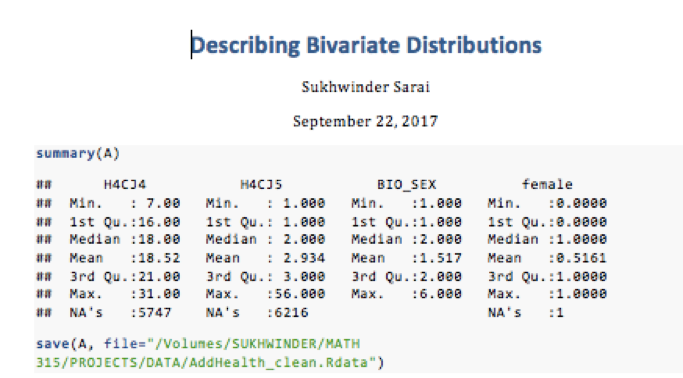 Describing Bivariate Distributions
Sukhwinder Sarai
September 22, 2017
summary(A)
##       H4CJ4            H4CJ5           BIO_SEX          female
##  Min.   : 7.00   Min.   : 1.000   Min.   :1.000   Min.   :0.0000
##  1st Qu.:16.00   1st Qu.: 1.000   1st Qu.:1.000   1st Qu.:0.0000
##  Median :18.00   Median : 2.000   Median :2.000   Median :1.0000
##  Mean   :18.52   Mean   : 2.934   Mean   :1.517   Mean   :0.5161
##  3rd Qu.:21.00   3rd Qu.: 3.000   3rd Qu.:2.000   3rd Qu.:1.0000
##  Max.   :31.00   Max.   :56.000   Max.   :6.000   Max.   :1.0000
##  NA's   :5747    NA's   :6216                     NA's   :1
save(A, file="/Volumes/SUKHWINDER/MATH
315/PROJECTS/DATA/AddHealth_clean.Rdata")